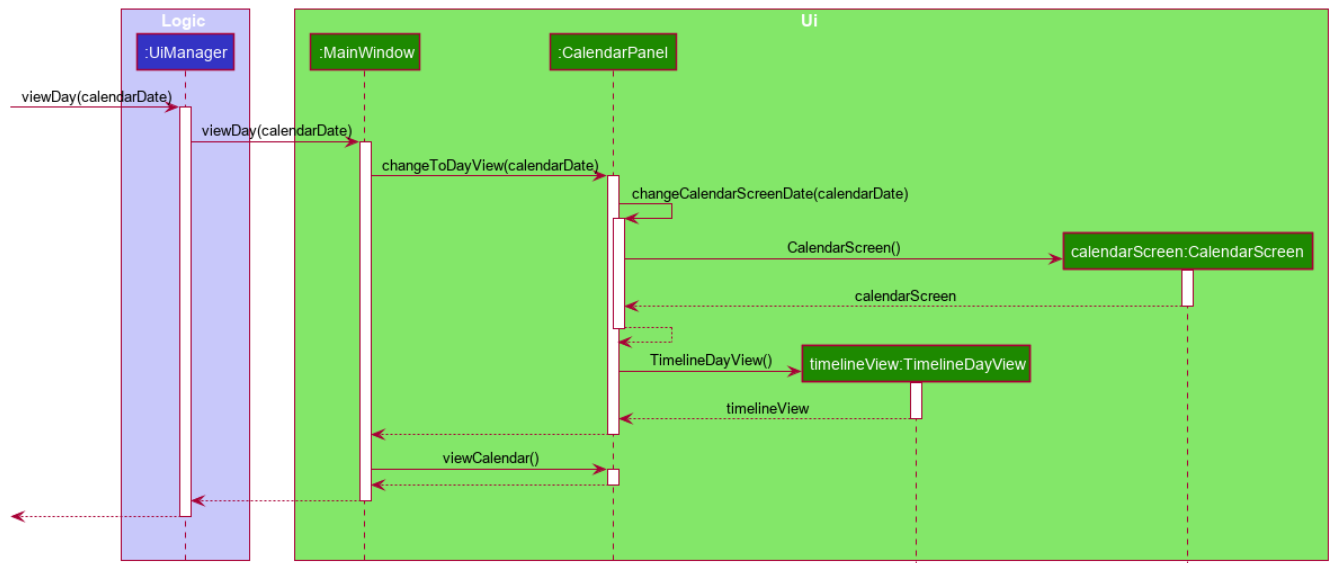 Logic
Ui
:UiManager
:MainWindow
:CalendarPanel
viewDay(calendarDate)
viewDay(calendarDate)
changeToDayView(calendarDate)
changeCalendarScreenDate(calendarDate)
CalendarScreen()
calendarScreen:CalendarScreen
calendarScreen
TimelineDayView()
timelineView:TimelineDayView
timelineView
viewCalendar()